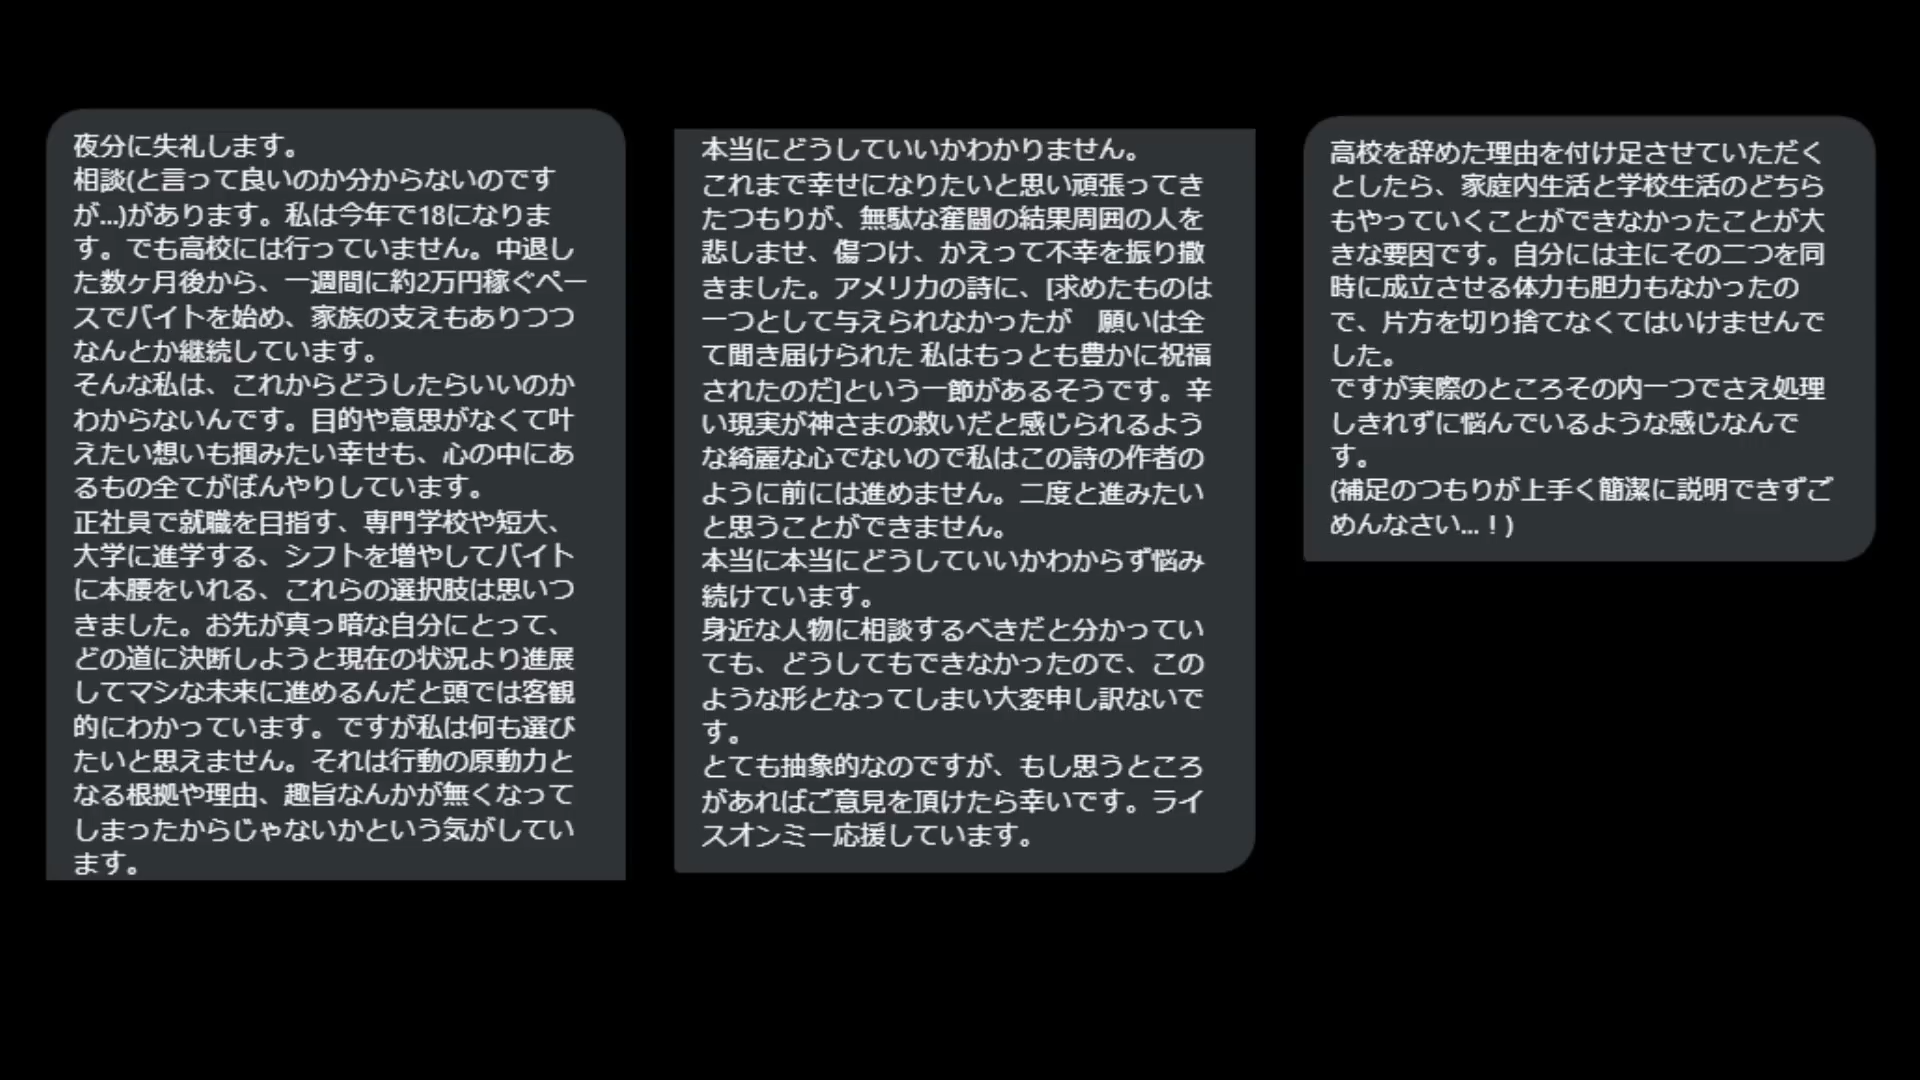 夜分に失礼します。
相談(と言って良いのか分からないのです
が...)があります。私は今年で18になりま
す。でも高校には行っていません。中退し
た数ヶ月後から、一週間に約2万円稼ぐペー
スでバイトを始め、家族の支えもありつつ
なんとか継続しています。
そんな私は、これからどうしたらいいのか
わからないんです。目的や意思がなくて叶
えたい想いも掴みたい幸せも、心の中にあ
るもの全てがぼんやりしています。
正社員で就職を目指す、専門学校や短大、
大学に進学する、シフトを増やしてバイト
に本腰をいれる、これらの選択肢は思いつ
きました。お先が真っ暗な自分にとって、
どの道に決断しようと現在の状況より進展
してマシな未来に進めるんだと頭では客観
的にわかっています。ですが私は何も選び
たいと思えません。それは行動の原動力と
なる根拠や理由、趣旨なんかが無くなって
しまったからじゃないかという気がしてい
ます。
本当にどうしていいかわかりません。
これまで幸せになりたいと思い頑張ってき
たつもりが、無駄な奮闘の結果周囲の人を
悲しませ、傷つけ、かえって不幸を振り撒
きました。アメリカの詩に、[求めたものは
一つとして与えられなかったが　願いは全
て聞き届けられた 私はもっとも豊かに祝福
されたのだ]という一節があるそうです。辛
い現実が神さまの救いだと感じられるよう
な綺麗な心でないので私はこの詩の作者の
ように前には進めません。二度と進みたい
と思うことができません。
本当に本当にどうしていいかわからず悩み
続けています。
身近な人物に相談するべきだと分かってい
ても、どうしてもできなかったので、この
ような形となってしまい大変申し訳ないで
す。
とても抽象的なのですが、もし思うところ
があればご意見を頂けたら幸いです。ライ
スオンミー応援しています。
高校を辞めた理由を付け足させていただく
としたら、家庭内生活と学校生活のどちら
もやっていくことができなかったことが大
きな要因です。自分には主にその二つを同
時に成立させる体力も胆力もなかったの
で、片方を切り捨てなくてはいけませんで
した。
ですが実際のところその内一つでさえ処理
しきれずに悩んでいるような感じなんで
す。
(補足のつもりが上手く簡潔に説明できずご
めんなさい...！)